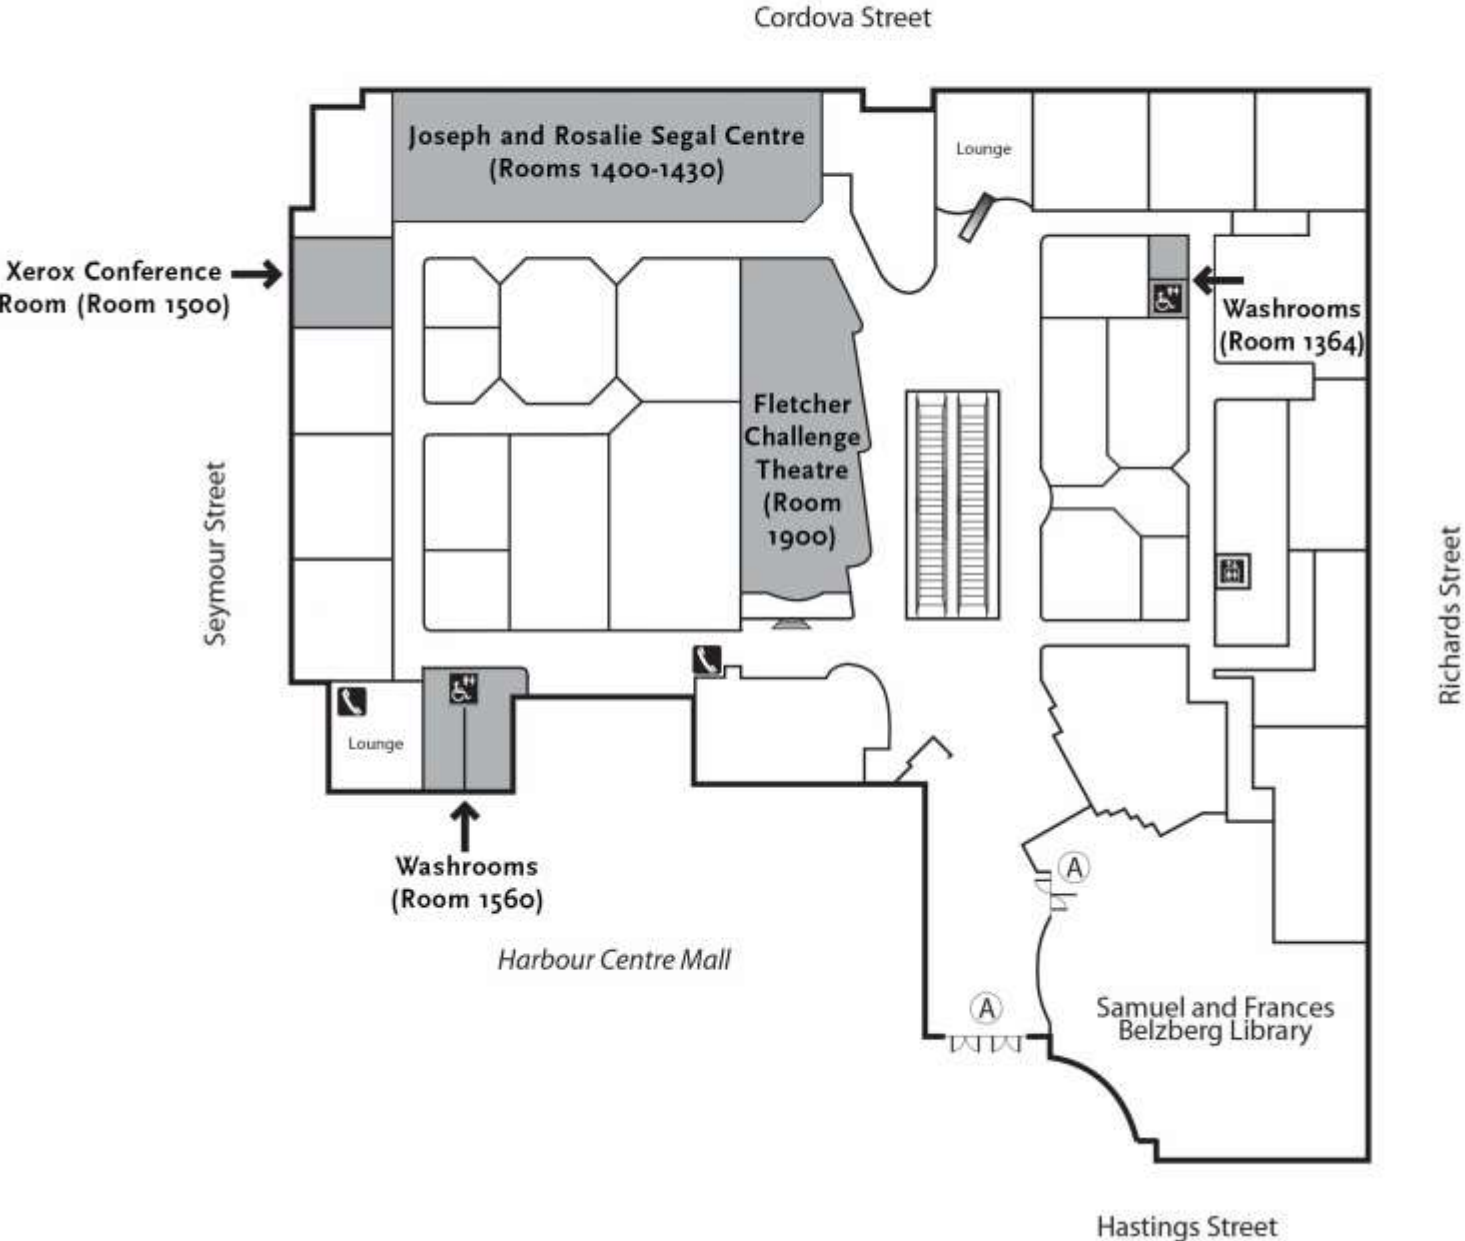 Cordova Street
Joseph and Rosalie Segal Centre
(Rooms 1400-1430)
Lounge
Xerox Conference
Room (Room 1500)
Washrooms
(Room 1364)
Fletcher
Challenge
Theatre
(Room
1900)
Seymour Street
Richards Street
Lounge
Washrooms
(Room 1560)
A
Harbour Centre Mall
A
Samuel and Frances
Belzberg Library
Hastings Street